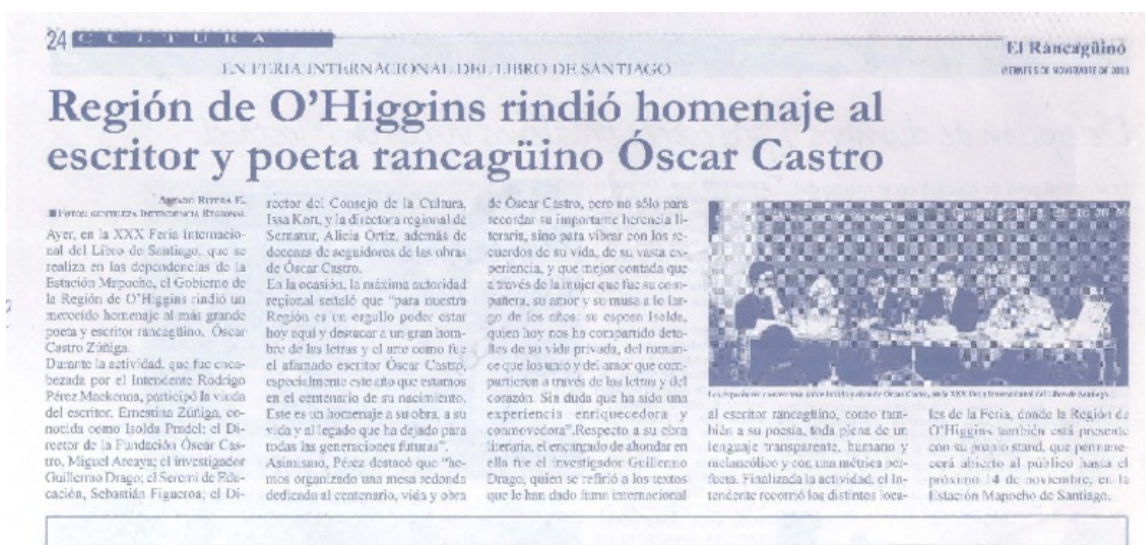 24 CULTURA
El Rancagüino
VIERNES 5 DE NOVIEMBRE DE
EN FERIA INTERNACIONAL DEL LIBRO DE SANTIAGO
Región de O'Higgins rindió homenaje al
escritor y poeta rancagüino Óscar Castro
Ayer, en la XXX Feria Internacio-
nal del Libro de Santiago, que se
realiza en las dependencias de la
Estación Mapocho, el Gobierno de
la Región de O'Higgins rindió un
merecido homenaje al más grande
poeta y escritor rancagüino, Óscar
Castro Zúñiga.
Durante la actividad, que fue enca-
bezada por el Intendente Rodrigo
Pérez Mackenna, participó la viuda
del escritor, Ernestina Zúñiga, co-
nocida como Isolda Pradel; el Di-
rector de la Fundación Óscar Cas-
tro, Miguel Arcaya; el investigador
Guillermo Drago; el Seremi de Edu-
cación, Sebastián Figueroa; el Di-
rector del Consejo de la Cultura,
Issa Kort, y la directora regional de
Sernatur, Alicia Ortiz, además de
decenas de seguidores de las obras
de Óscar Castro.
En la ocasión, la máxima autoridad
regional señaló que "para nuestra
Región es un orgullo poder estar
hoy aquí y destacar a un gran hom-
bre de las letras y el arte como fue
el afamado escritor Óscar Castro,
especialmente este año que estamos
en el centenario de su nacimiento.
Este es un homenaje a su obra, a su
vida y al legado que ha dejado para
todas las generaciones futuras".
Asimismo, Pérez destacó que "he-
mos organizado una mesa redonda
dedicada al centenario, vida y obra
de Óscar Castro, pero no sólo para
recordar su importante herencia li-
teraria, sino para vibrar con los re-
cuerdos de su vida, de su vasta ex-
periencia, y que mejor contada que
a través de la mujer que fue su com-
pañera, su amor y su musa a lo lar-
go de los años: su esposa Isolda,
quien hoy nos ha compartido deta-
lles de su vida privada, del roman-
ce que los unió y del amor que com-
partieron a través de las letras y del
corazón. Sin duda que ha sido una
experiencia enriquecedora y
conmovedora".Respecto a su obra
literaria, el encargado de ahondar en
ella fue el investigador Guillermo
Drago, quien se refirió a los textos
que le han dado fama internacional
al escritor rancagüino, como tam-
bién a su poesía, toda plena de un
lenguaje transparente, humano y
melancólico y con una métrica per-
fecta. Finalizada la actividad, el In-
tendente recorrió los distintos loca-
les de la Feria, donde la Región de
O'Higgins también está presente
con su propio stand, que permane-
cerá abierto al público hasta el
próximo 14 de noviembre, en la
Estación Mapocho de Santiago.